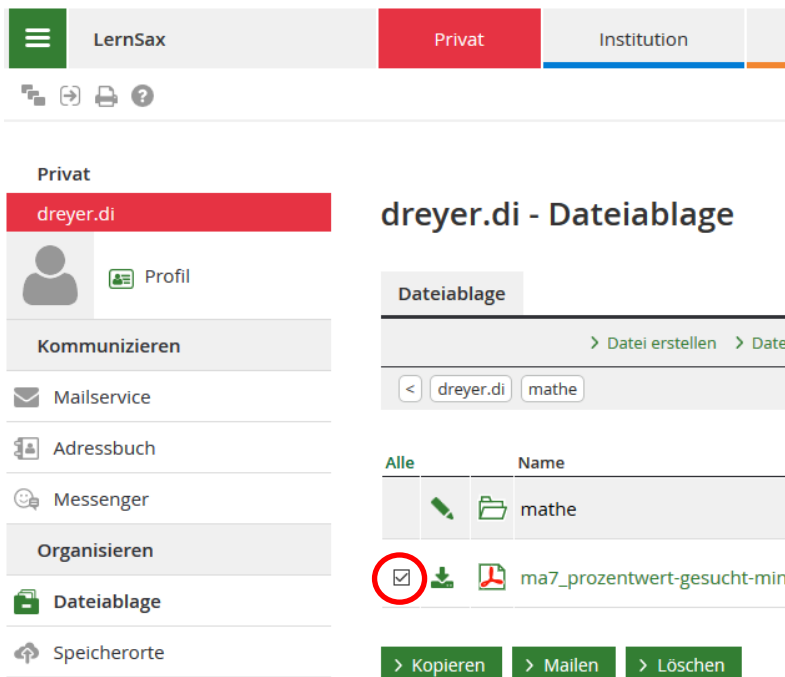 LernSax
Privat
Institution
Privat
dreyer.di
Profil
Kommunizieren
Mailservice
Adressbuch
Messenger
Organisieren
Dateiablage
Speicherorte
dreyer.di - Dateiablage
Dateiablage
> Datei erstellen > Date
< dreyer.di mathe
Alle Name
mathe
ma7_prozentwert-gesucht-min
> Kopieren > Mailen > Löschen